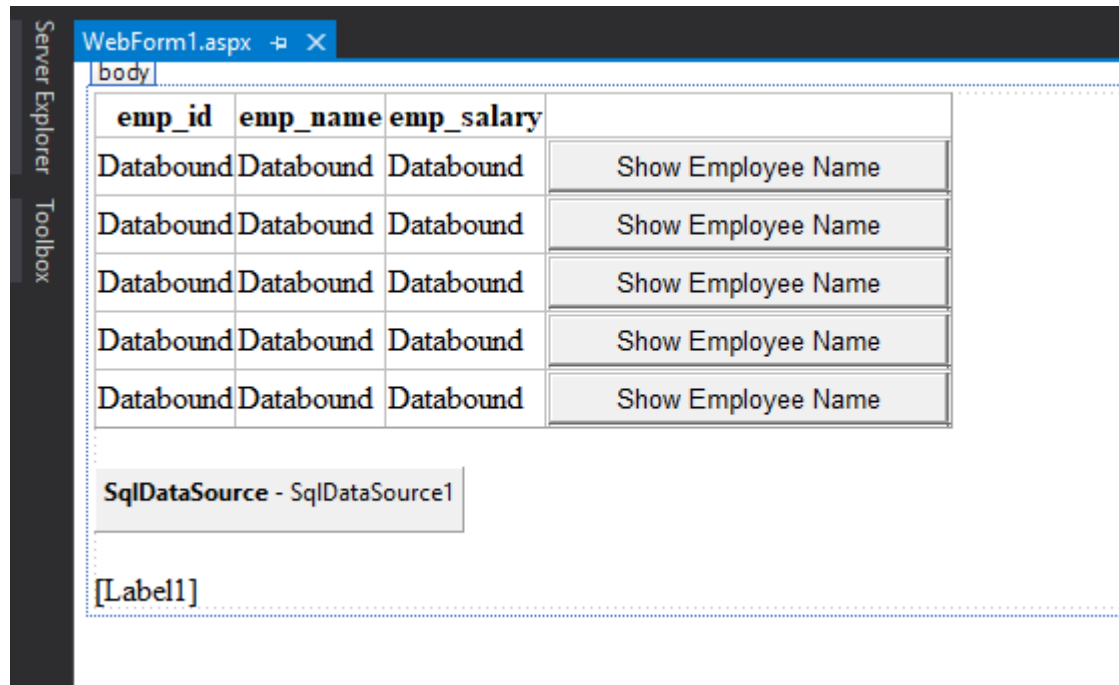 Server Explorer
Toolbox
WebForm1.aspx
body
emp_id emp_name emp_salary
Databound Databound Databound Show Employee Name
Databound Databound Databound Show Employee Name
Databound Databound Databound Show Employee Name
Databound Databound Databound Show Employee Name
Databound Databound Databound Show Employee Name
SqlDataSource - SqlDataSource1
[Label1]